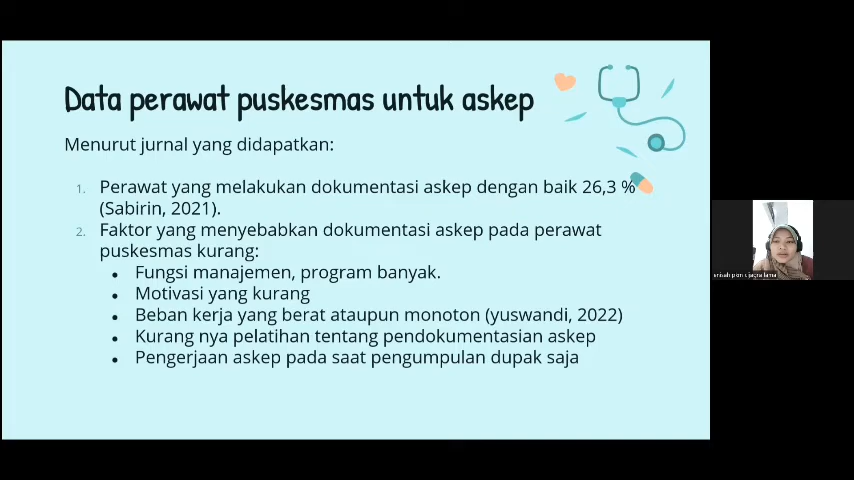 Data perawat puskesmas untuk askep
Menurut jurnal yang didapatkan:
1. Perawat yang melakukan dokumentasi askep dengan baik 26,3 %
(Sabirin, 2021).
2. Faktor yang menyebabkan dokumentasi askep pada perawat
puskesmas kurang:
• Fungsi manajemen, program banyak.
• Motivasi yang kurang
• Beban kerja yang berat ataupun monoton (yuswandi, 2022)
• Kurang nya pelatihan tentang pendokumentasian askep
• Pengerjaan askep pada saat pengumpulan dupak saja